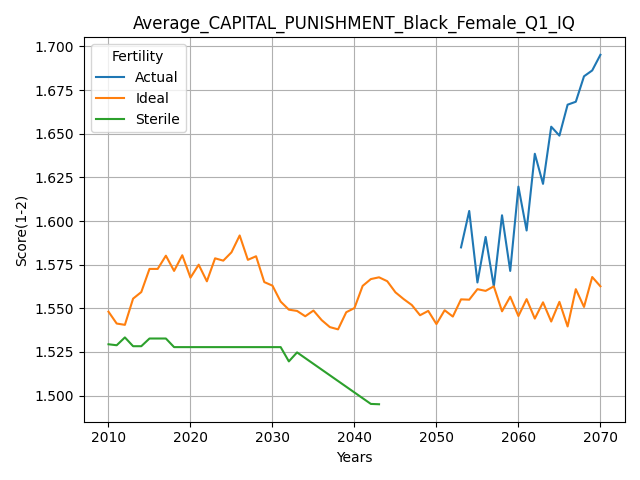 Average_CAPITAL_PUNISHMENT_Black_Female_Q1_IQ
Fertility
Actual
Ideal
Sterile
Score(1-2)
1.700
1.675
1.650
1.625
1.600
1.575
1.550
1.525
1.500
2010 2020 2030 2040 2050 2060 2070
Years